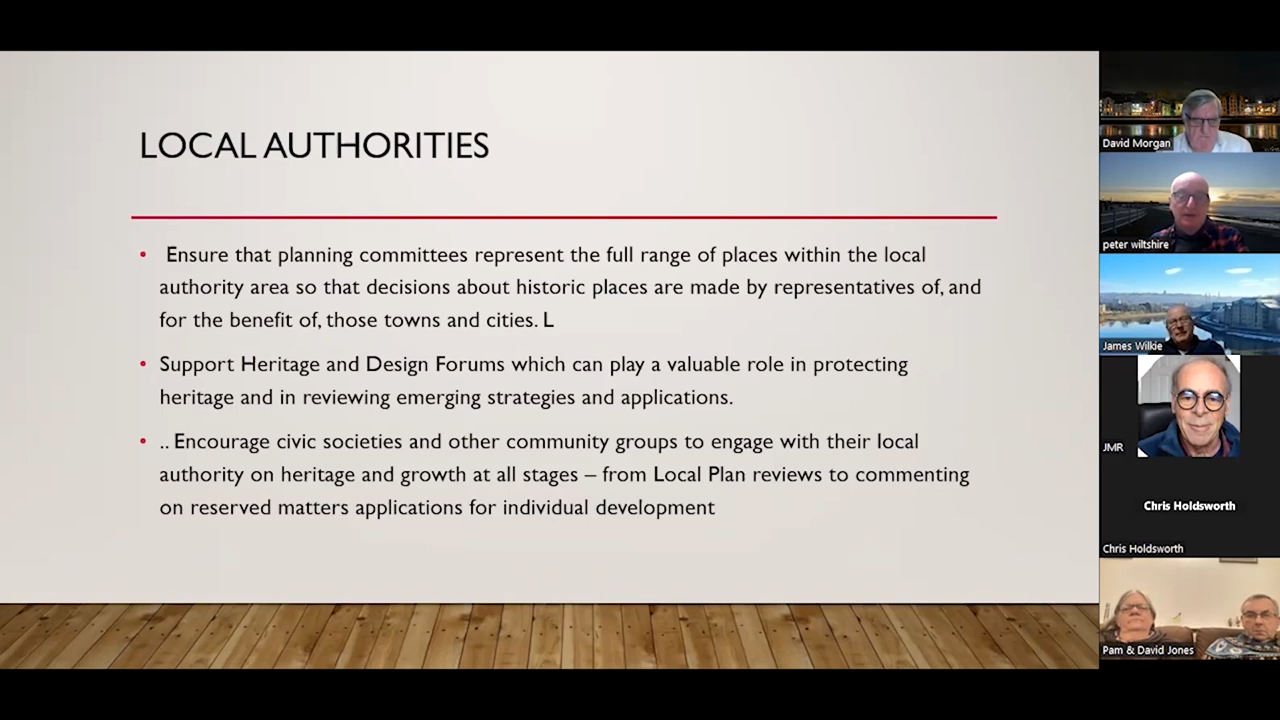 LOCAL AUTHORITIES
• Ensure that planning committees represent the full range of places within the local
authority area so that decisions about historic places are made by representatives of, and
for the benefit of, those towns and cities. L
• Support Heritage and Design Forums which can play a valuable role in protecting
heritage and in reviewing emerging strategies and applications.
• .. Encourage civic societies and other community groups to engage with their local
authority on heritage and growth at all stages – from Local Plan reviews to commenting
on reserved matters applications for individual development
David Morgan
peter wiltshire
James Wilkie
JMR
Chris Holdsworth
Chris Holdsworth
Pam & David Jones